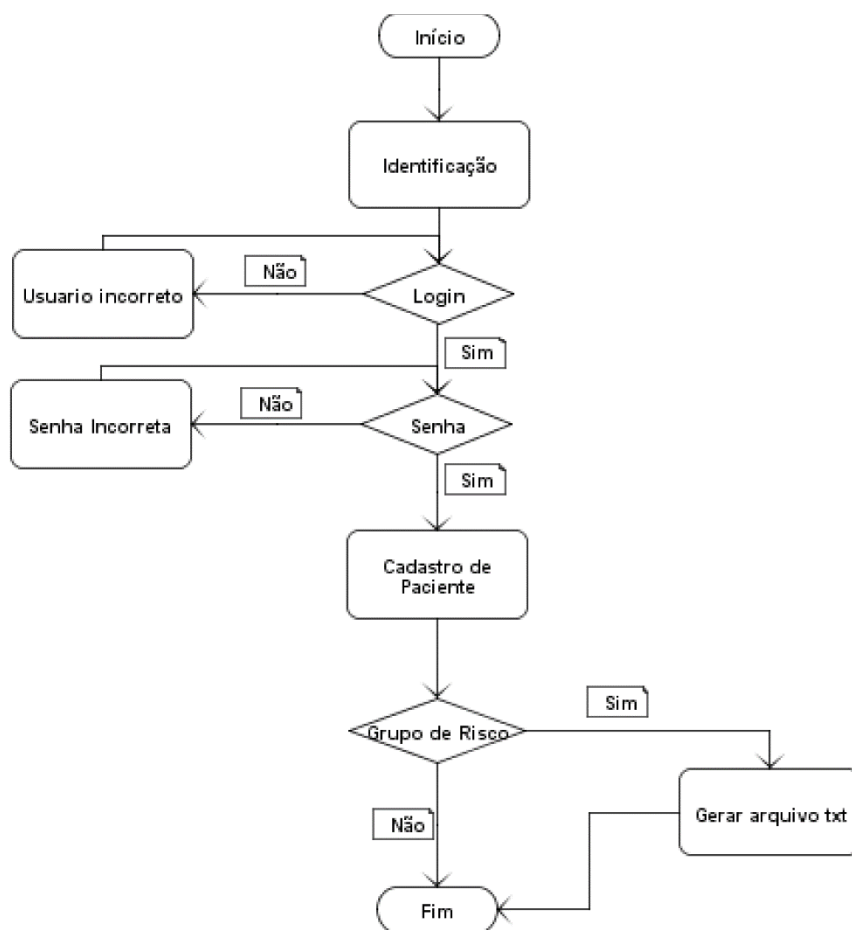 Início
Identificação
Não
Usuario incorreto
Login
Sim
Não
Senha Incorreta
Senha
Sim
Cadastro de
Paciente
Sim
Grupo de Risco
Gerar arquivo txt
Não
Fim